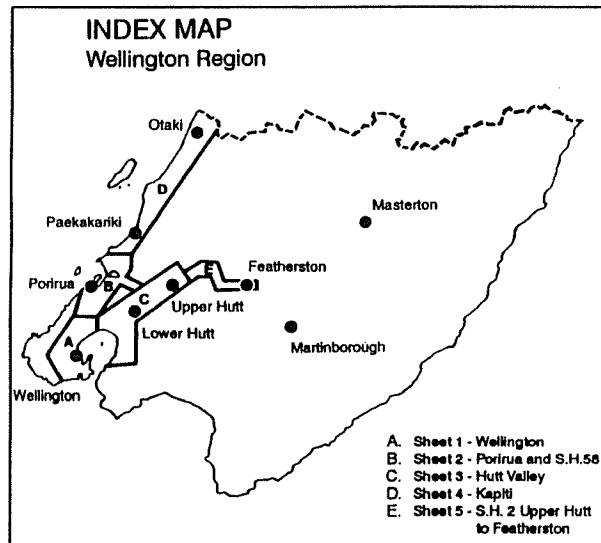 INDEX MAP
Wellington Region
Otaki
D
Masterton
Paekakariki
E
Featherston
Porirua
B
Upper Hutt
C
Lower Hutt
Martinborough
A
Wellington
A. Sheet 1 - Wellington
B. Sheet 2 - Porirua and S.H.58
C. Sheet 3 - Hutt Valley
D. Sheet 4 - Kapiti
E. Sheet 5 - S.H. 2 Upper Hutt
to Featherston